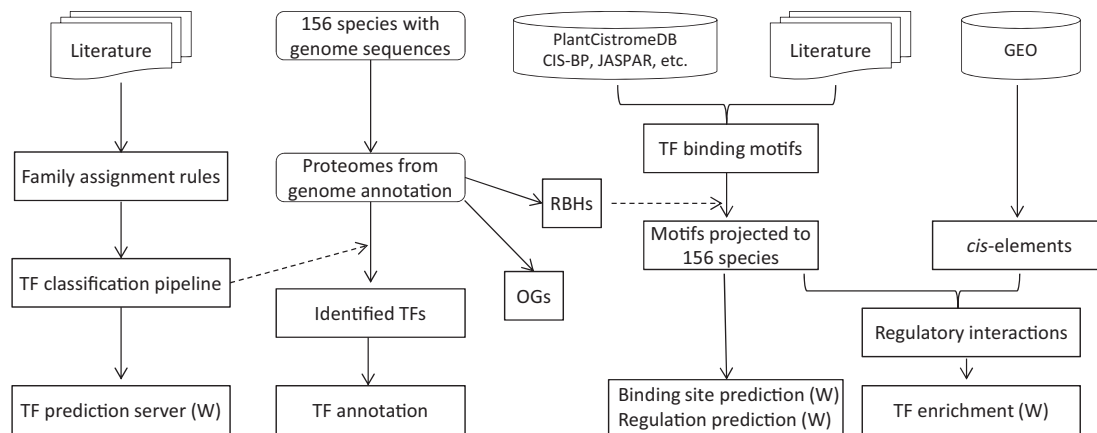 Literature
156 species with
genome sequences
PlantCistromeDB
CIS-BP, JASPAR, etc.
Literature
GEO
Family assignment rules
Proteomes from
genome annotation
RBHs
TF binding motifs
TF classification pipeline
OGs
Motifs projected to
156 species
cis-elements
Identified TFs
Regulatory interactions
TF prediction server (W)
TF annotation
Binding site prediction (W)
Regulation prediction (W)
TF enrichment (W)